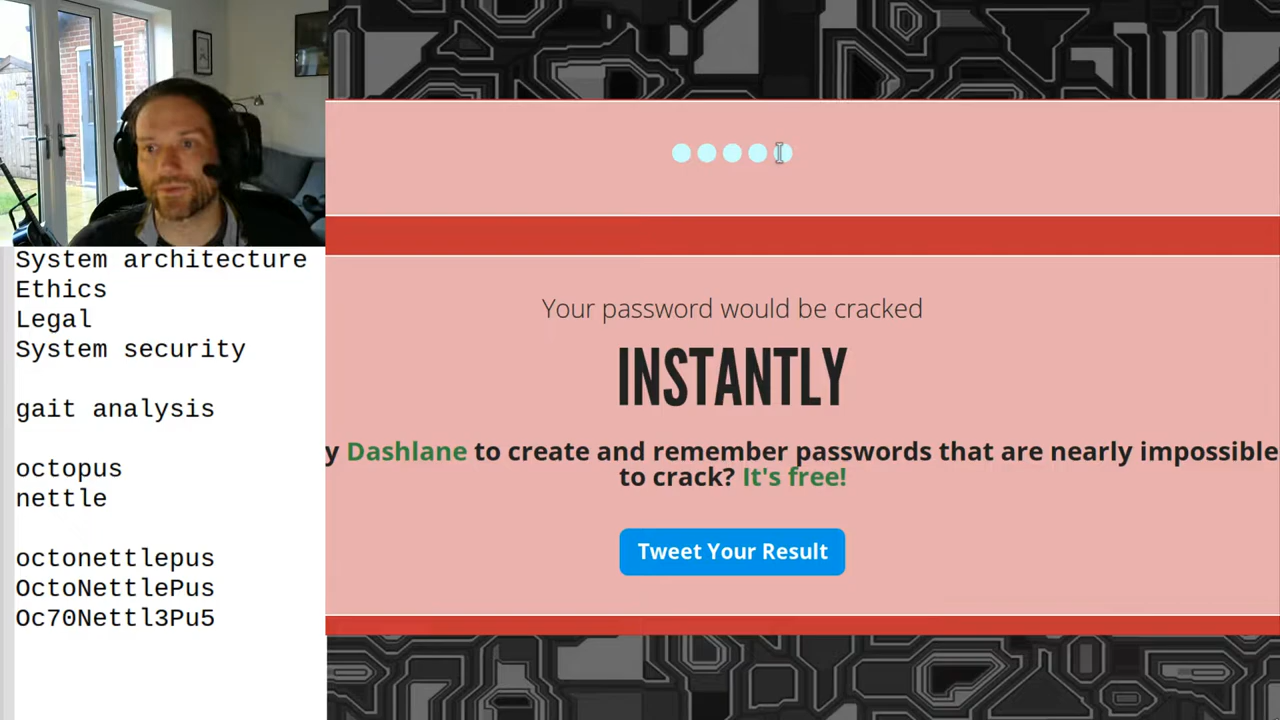 System architecture
Ethics
Legal
System security
gait analysis
octopus
nettle
octonettlepus
OctoNettlePus
Oc70Nettl3Pu5
Your password would be cracked
INSTANTLY
y Dashlane to create and remember passwords that are nearly impossible
to crack? It's free!
Tweet Your Result